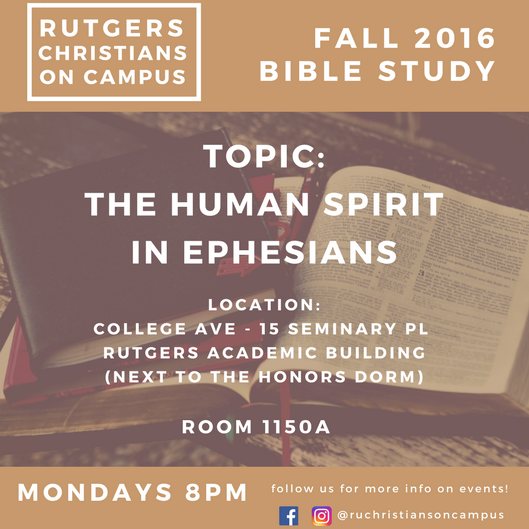 RUTGERS
CHRISTIANS
ON CAMPUS
FALL 2016
BIBLE STUDY
TOPIC:
THE HUMAN SPIRIT
IN EPHESIANS
LOCATION:
COLLEGE AVE - 15 SEMINARY PL
RUTGERS ACADEMIC BUILDING
(NEXT TO THE HONORS DORM)
ROOM 1150A
MONDAYS 8PM
follow us for more info on events!
@ruchristiansoncampus